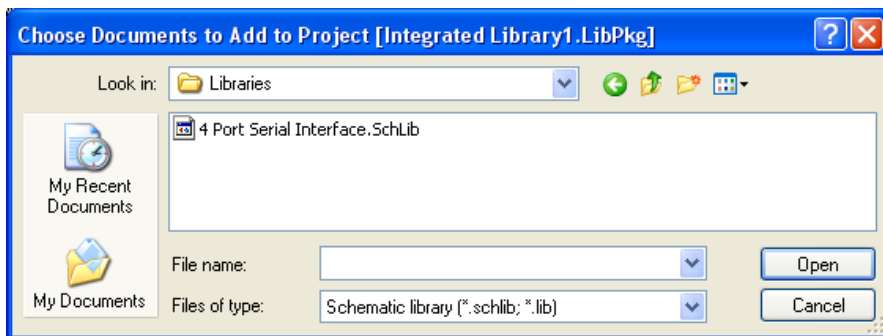 Choose Documents to Add to Project [Integrated Library1.LibPkg]
Look in: Libraries
4 Port Serial Interface.SchLib
My Recent
Documents
My Documents
File name:
Open
Files of type: Schematic library (*.schlib; *.lib)
Cancel